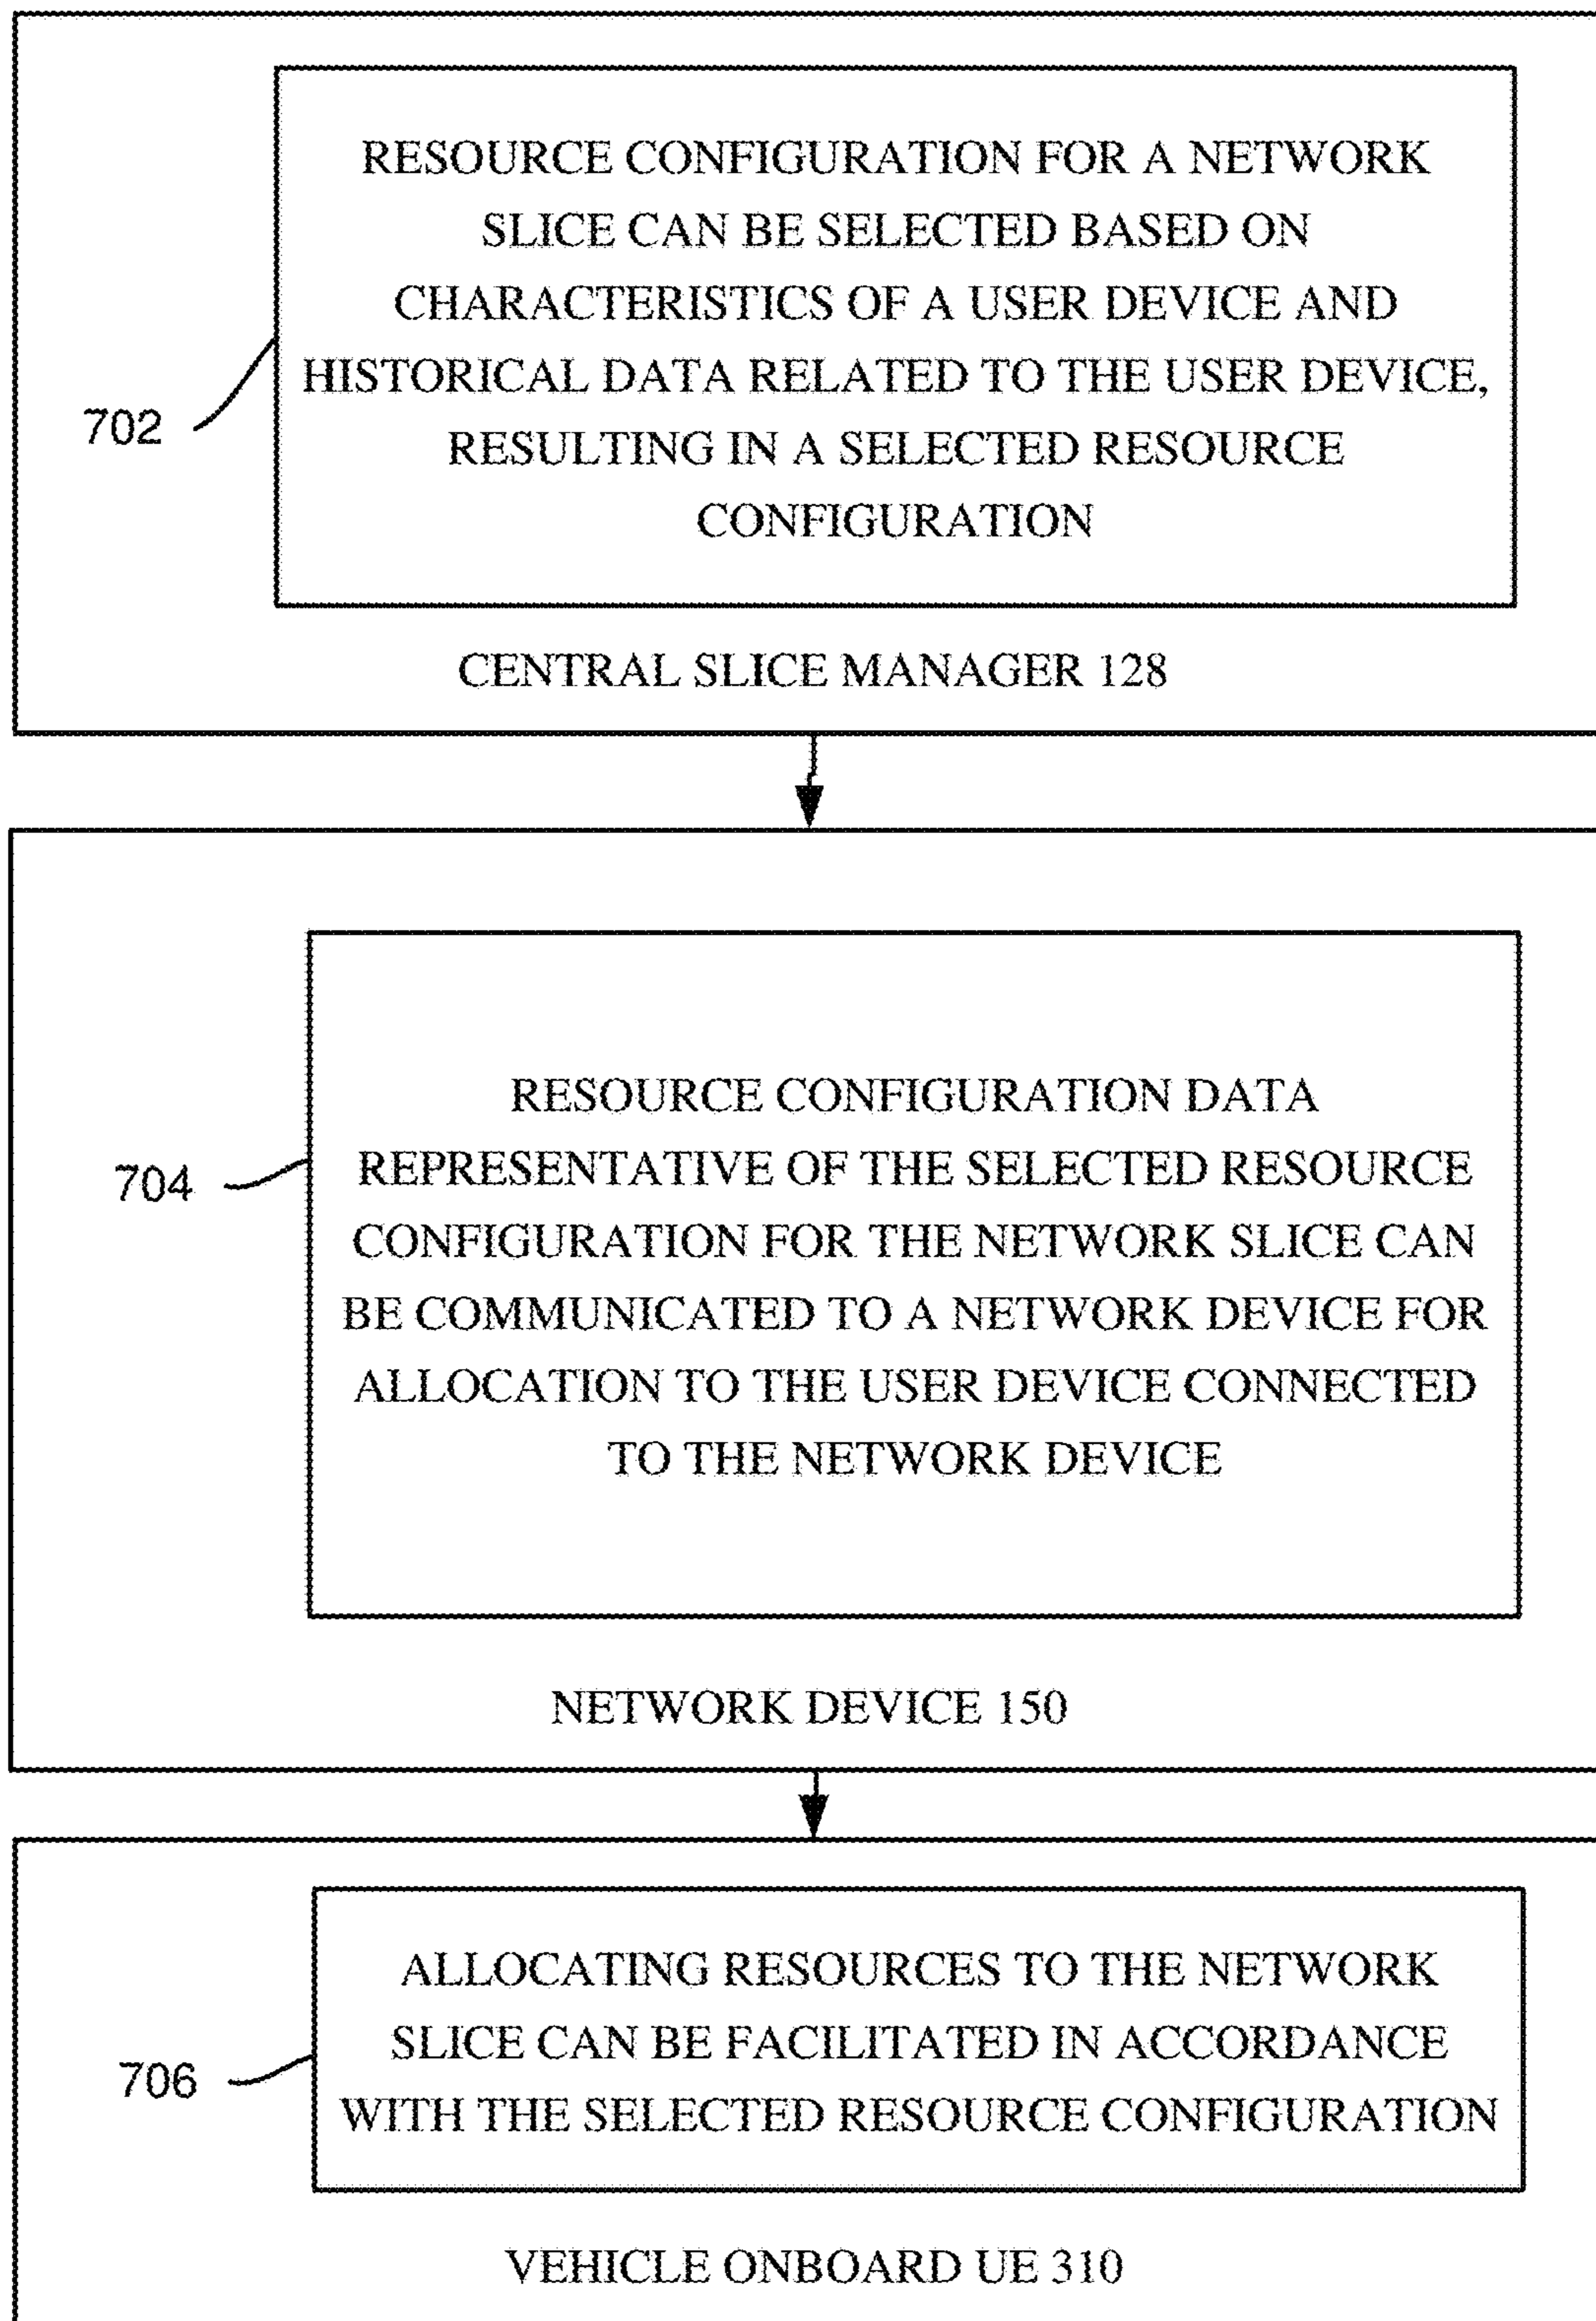 RESOURCE CONFIGURATION FOR A NETWORK
SLICE CAN BE SELECTED BASED ON
CHARACTERISTICS OF A USER DEVICE AND
HISTORICAL DATA RELATED TO THE USER DEVICE,
RESULTING IN A SELECTED RESOURCE
CONFIGURATION
702
CENTRAL SLICE MANAGER 128
RESOURCE CONFIGURATION DATA
REPRESENTATIVE OF THE SELECTED RESOURCE
CONFIGURATION FOR THE NETWORK SLICE CAN
BE COMMUNICATED TO A NETWORK DEVICE FOR
ALLOCATION TO THE USER DEVICE CONNECTED
TO THE NETWORK DEVICE
704
NETWORK DEVICE 150
ALLOCATING RESOURCES TO THE NETWORK
SLICE CAN BE FACILITATED IN ACCORDANCE
WITH THE SELECTED RESOURCE CONFIGURATION
706
VEHICLE ONBOARD UE 310